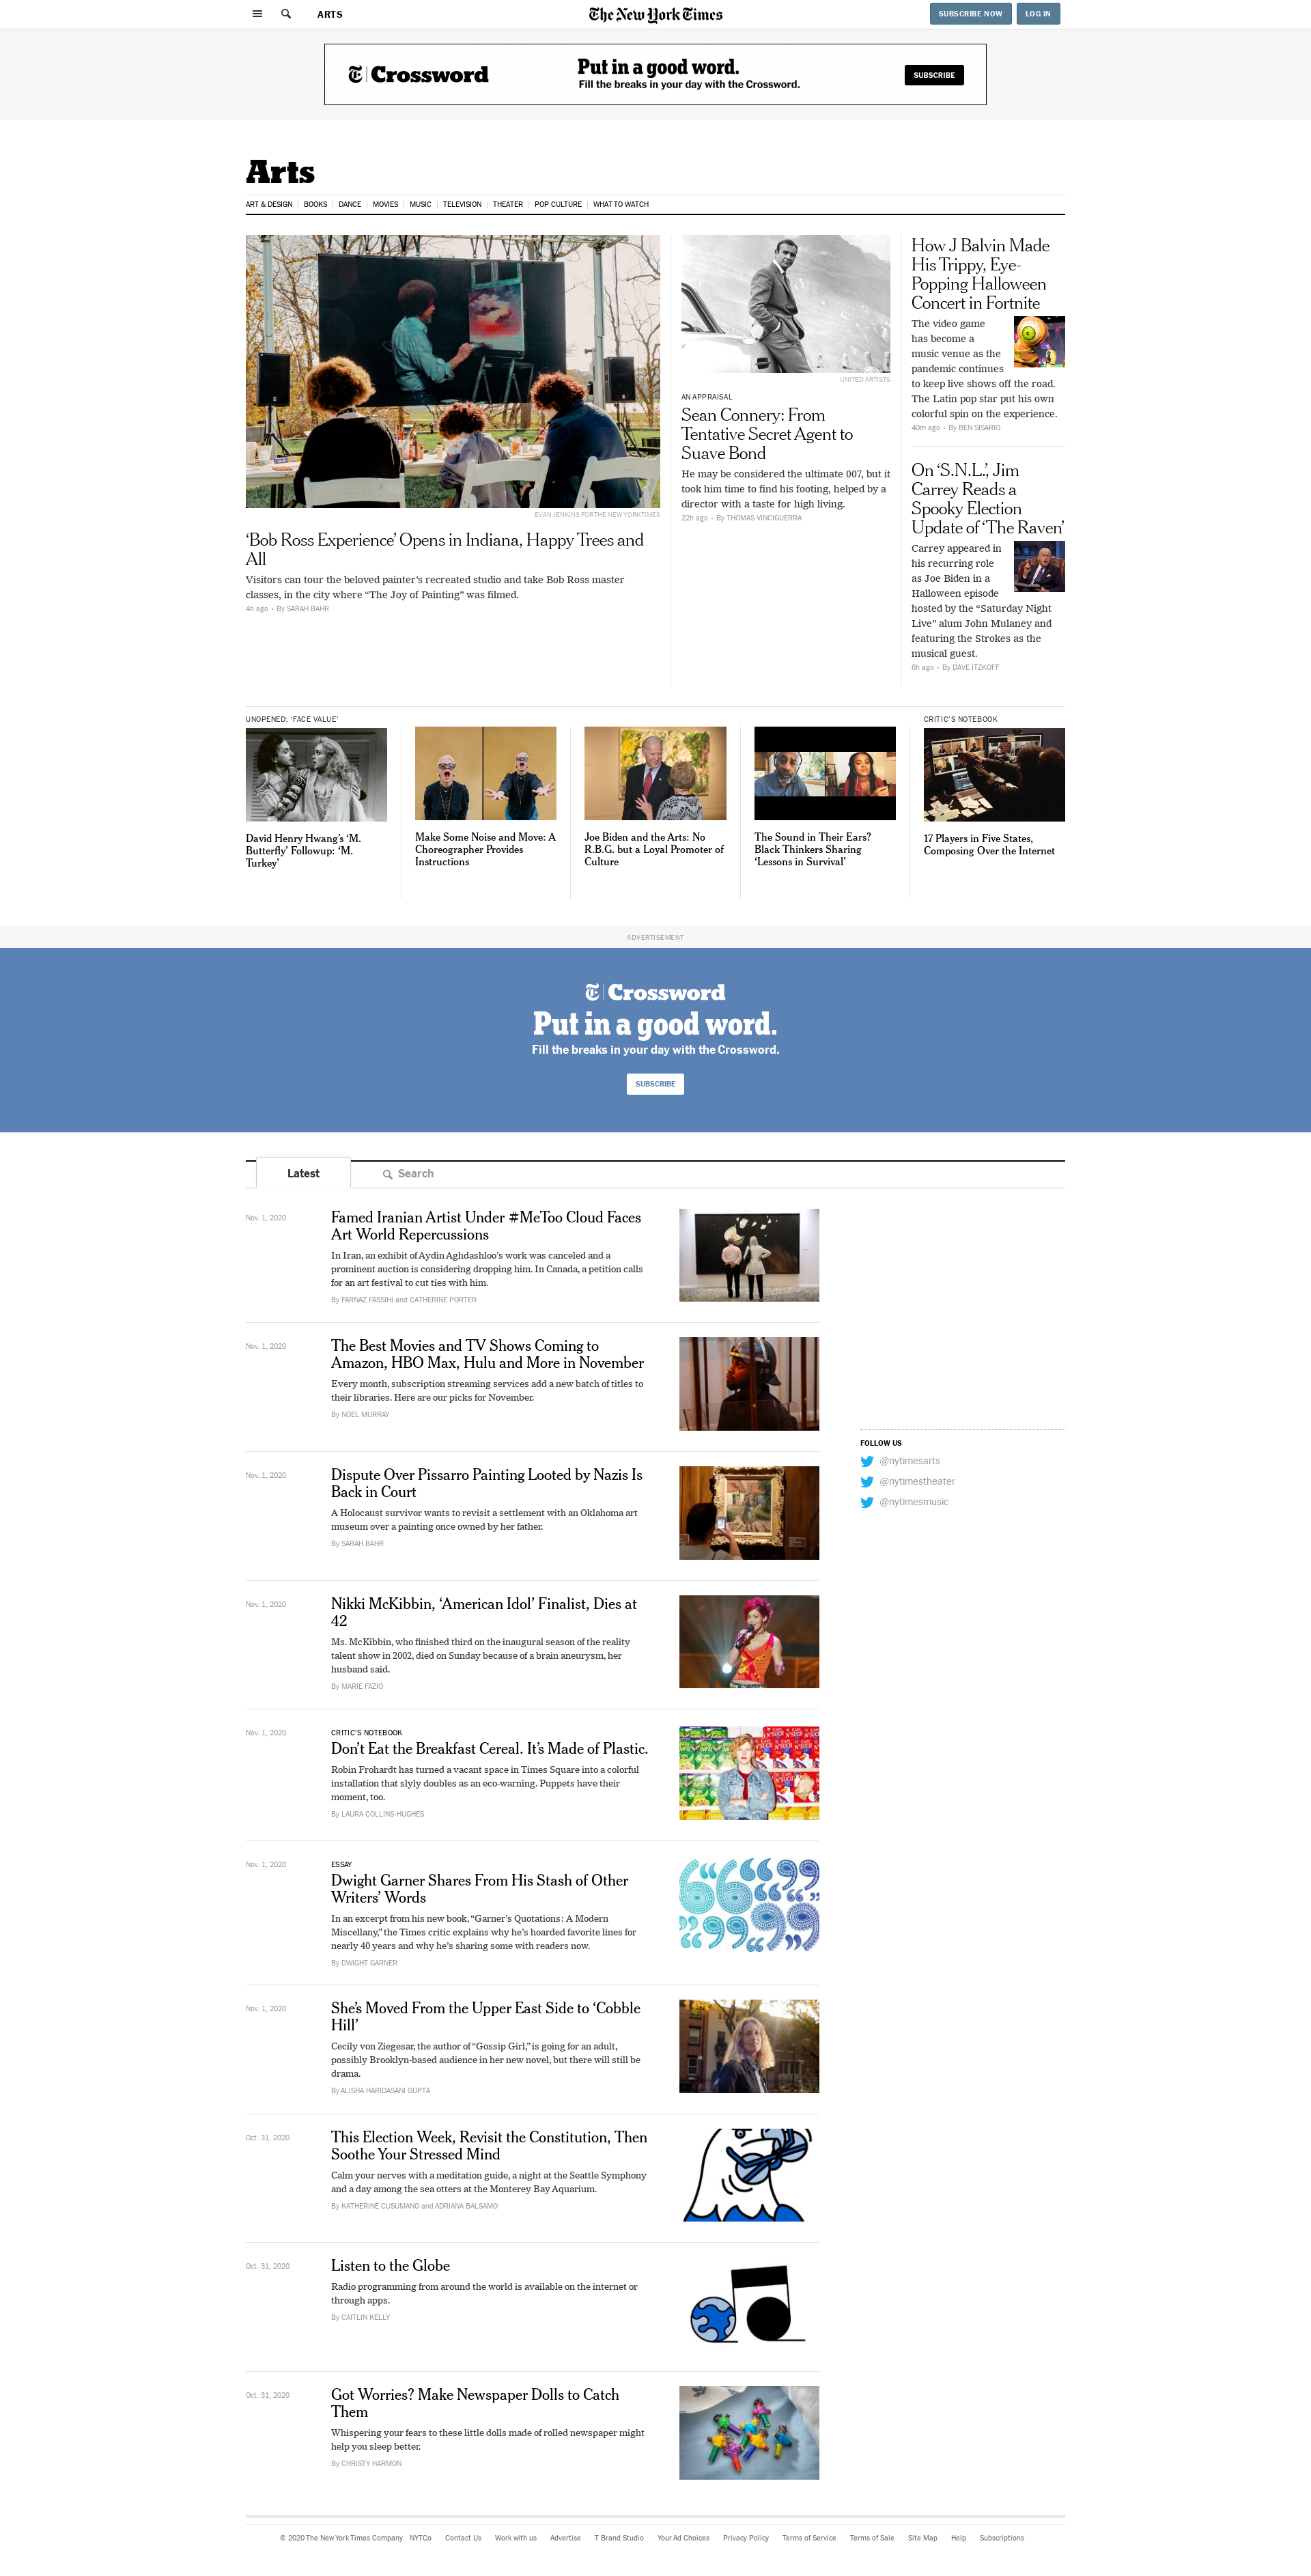 ARTS
The New York Times
SUBSCRIBE NOW
LOG IN
Crossword
Put in a good word.
Fill the breaks in your day with the Crossword.
SUBSCRIBE
Arts
ART & DESIGN
BOOKS
DANCE
MOVIES
MUSIC
TELEVISION
THEATER
POP CULTURE
WHAT TO WATCH
EVAN JENKINS FOR THE NEW YORK TIMES
‘Bob Ross Experience’ Opens in Indiana, Happy Trees and
All
Visitors can tour the beloved painter’s recreated studio and take Bob Ross master
classes, in the city where “The Joy of Painting” was filmed.
4h ago • By SARAH BAHR
UNITED ARTISTS
AN APPRAISAL
Sean Connery: From
Tentative Secret Agent to
Suave Bond
He may be considered the ultimate 007, but it
took him time to find his footing, helped by a
director with a taste for high living.
22h ago • By THOMAS VINCIGUERRA
How J Balvin Made
His Trippy, Eye-
Popping Halloween
Concert in Fortnite
The video game
has become a
music venue as the
pandemic continues
to keep live shows off the road.
The Latin pop star put his own
colorful spin on the experience.
40m ago • By BEN SISARIO
On ‘S.N.L.’, Jim
Carrey Reads a
Spooky Election
Update of ‘The Raven’
Carrey appeared in
his recurring role
as Joe Biden in a
Halloween episode
hosted by the “Saturday Night
Live” alum John Mulaney and
featuring the Strokes as the
musical guest.
6h ago • By DAVE ITZKOFF
UNOPENED: ‘FACE VALUE’
David Henry Hwang’s ‘M.
Butterfly’ Followup: ‘M.
Turkey’
Make Some Noise and Move: A
Choreographer Provides
Instructions
Joe Biden and the Arts: No
R.B.G. but a Loyal Promoter of
Culture
The Sound in Their Ears?
Black Thinkers Sharing
‘Lessons in Survival’
CRITIC’S NOTEBOOK
17 Players in Five States,
Composing Over the Internet
ADVERTISEMENT
Crossword
Put in a good word.
Fill the breaks in your day with the Crossword.
SUBSCRIBE
Latest
Search
Nov. 1, 2020
Famed Iranian Artist Under #MeToo Cloud Faces
Art World Repercussions
In Iran, an exhibit of Aydin Aghdashloo’s work was canceled and a
prominent auction is considering dropping him. In Canada, a petition calls
for an art festival to cut ties with him.
By FARNAZ FASSIHI and CATHERINE PORTER
Nov. 1, 2020
The Best Movies and TV Shows Coming to
Amazon, HBO Max, Hulu and More in November
Every month, subscription streaming services add a new batch of titles to
their libraries. Here are our picks for November.
By NOEL MURRAY
FOLLOW US
@nytimesarts
@nytimestheater
@nytimesmusic
Nov. 1, 2020
Dispute Over Pissarro Painting Looted by Nazis Is
Back in Court
A Holocaust survivor wants to revisit a settlement with an Oklahoma art
museum over a painting once owned by her father.
By SARAH BAHR
Nov. 1, 2020
Nikki McKibbin, ‘American Idol’ Finalist, Dies at
42
Ms. McKibbin, who finished third on the inaugural season of the reality
talent show in 2002, died on Sunday because of a brain aneurysm, her
husband said.
By MARIE FAZIO
Nov. 1, 2020
CRITIC’S NOTEBOOK
Don’t Eat the Breakfast Cereal. It’s Made of Plastic.
Robin Frohardt has turned a vacant space in Times Square into a colorful
installation that slyly doubles as an eco-warning. Puppets have their
moment, too.
By LAURA COLLINS-HUGHES
Nov. 1, 2020
ESSAY
Dwight Garner Shares From His Stash of Other
Writers’ Words
In an excerpt from his new book, “Garner’s Quotations: A Modern
Miscellany,” the Times critic explains why he’s hoarded favorite lines for
nearly 40 years and why he’s sharing some with readers now.
By DWIGHT GARNER
Nov. 1, 2020
She’s Moved From the Upper East Side to ‘Cobble
Hill’
Cecily von Ziegesar, the author of “Gossip Girl,” is going for an adult,
possibly Brooklyn-based audience in her new novel, but there will still be
drama.
By ALISHA HARIDASANI GUPTA
Oct. 31, 2020
This Election Week, Revisit the Constitution, Then
Soothe Your Stressed Mind
Calm your nerves with a meditation guide, a night at the Seattle Symphony
and a day among the sea otters at the Monterey Bay Aquarium.
By KATHERINE CUSUMANO and ADRIANA BALSAMO
Oct. 31, 2020
Listen to the Globe
Radio programming from around the world is available on the internet or
through apps.
By CAITLIN KELLY
Oct. 31, 2020
Got Worries? Make Newspaper Dolls to Catch
Them
Whispering your fears to these little dolls made of rolled newspaper might
help you sleep better.
By CHRISTY HARMON
© 2020 The New York Times Company NYTCo Contact Us Work with us Advertise T Brand Studio Your Ad Choices Privacy Policy Terms of Service Terms of Sale Site Map Help Subscriptions